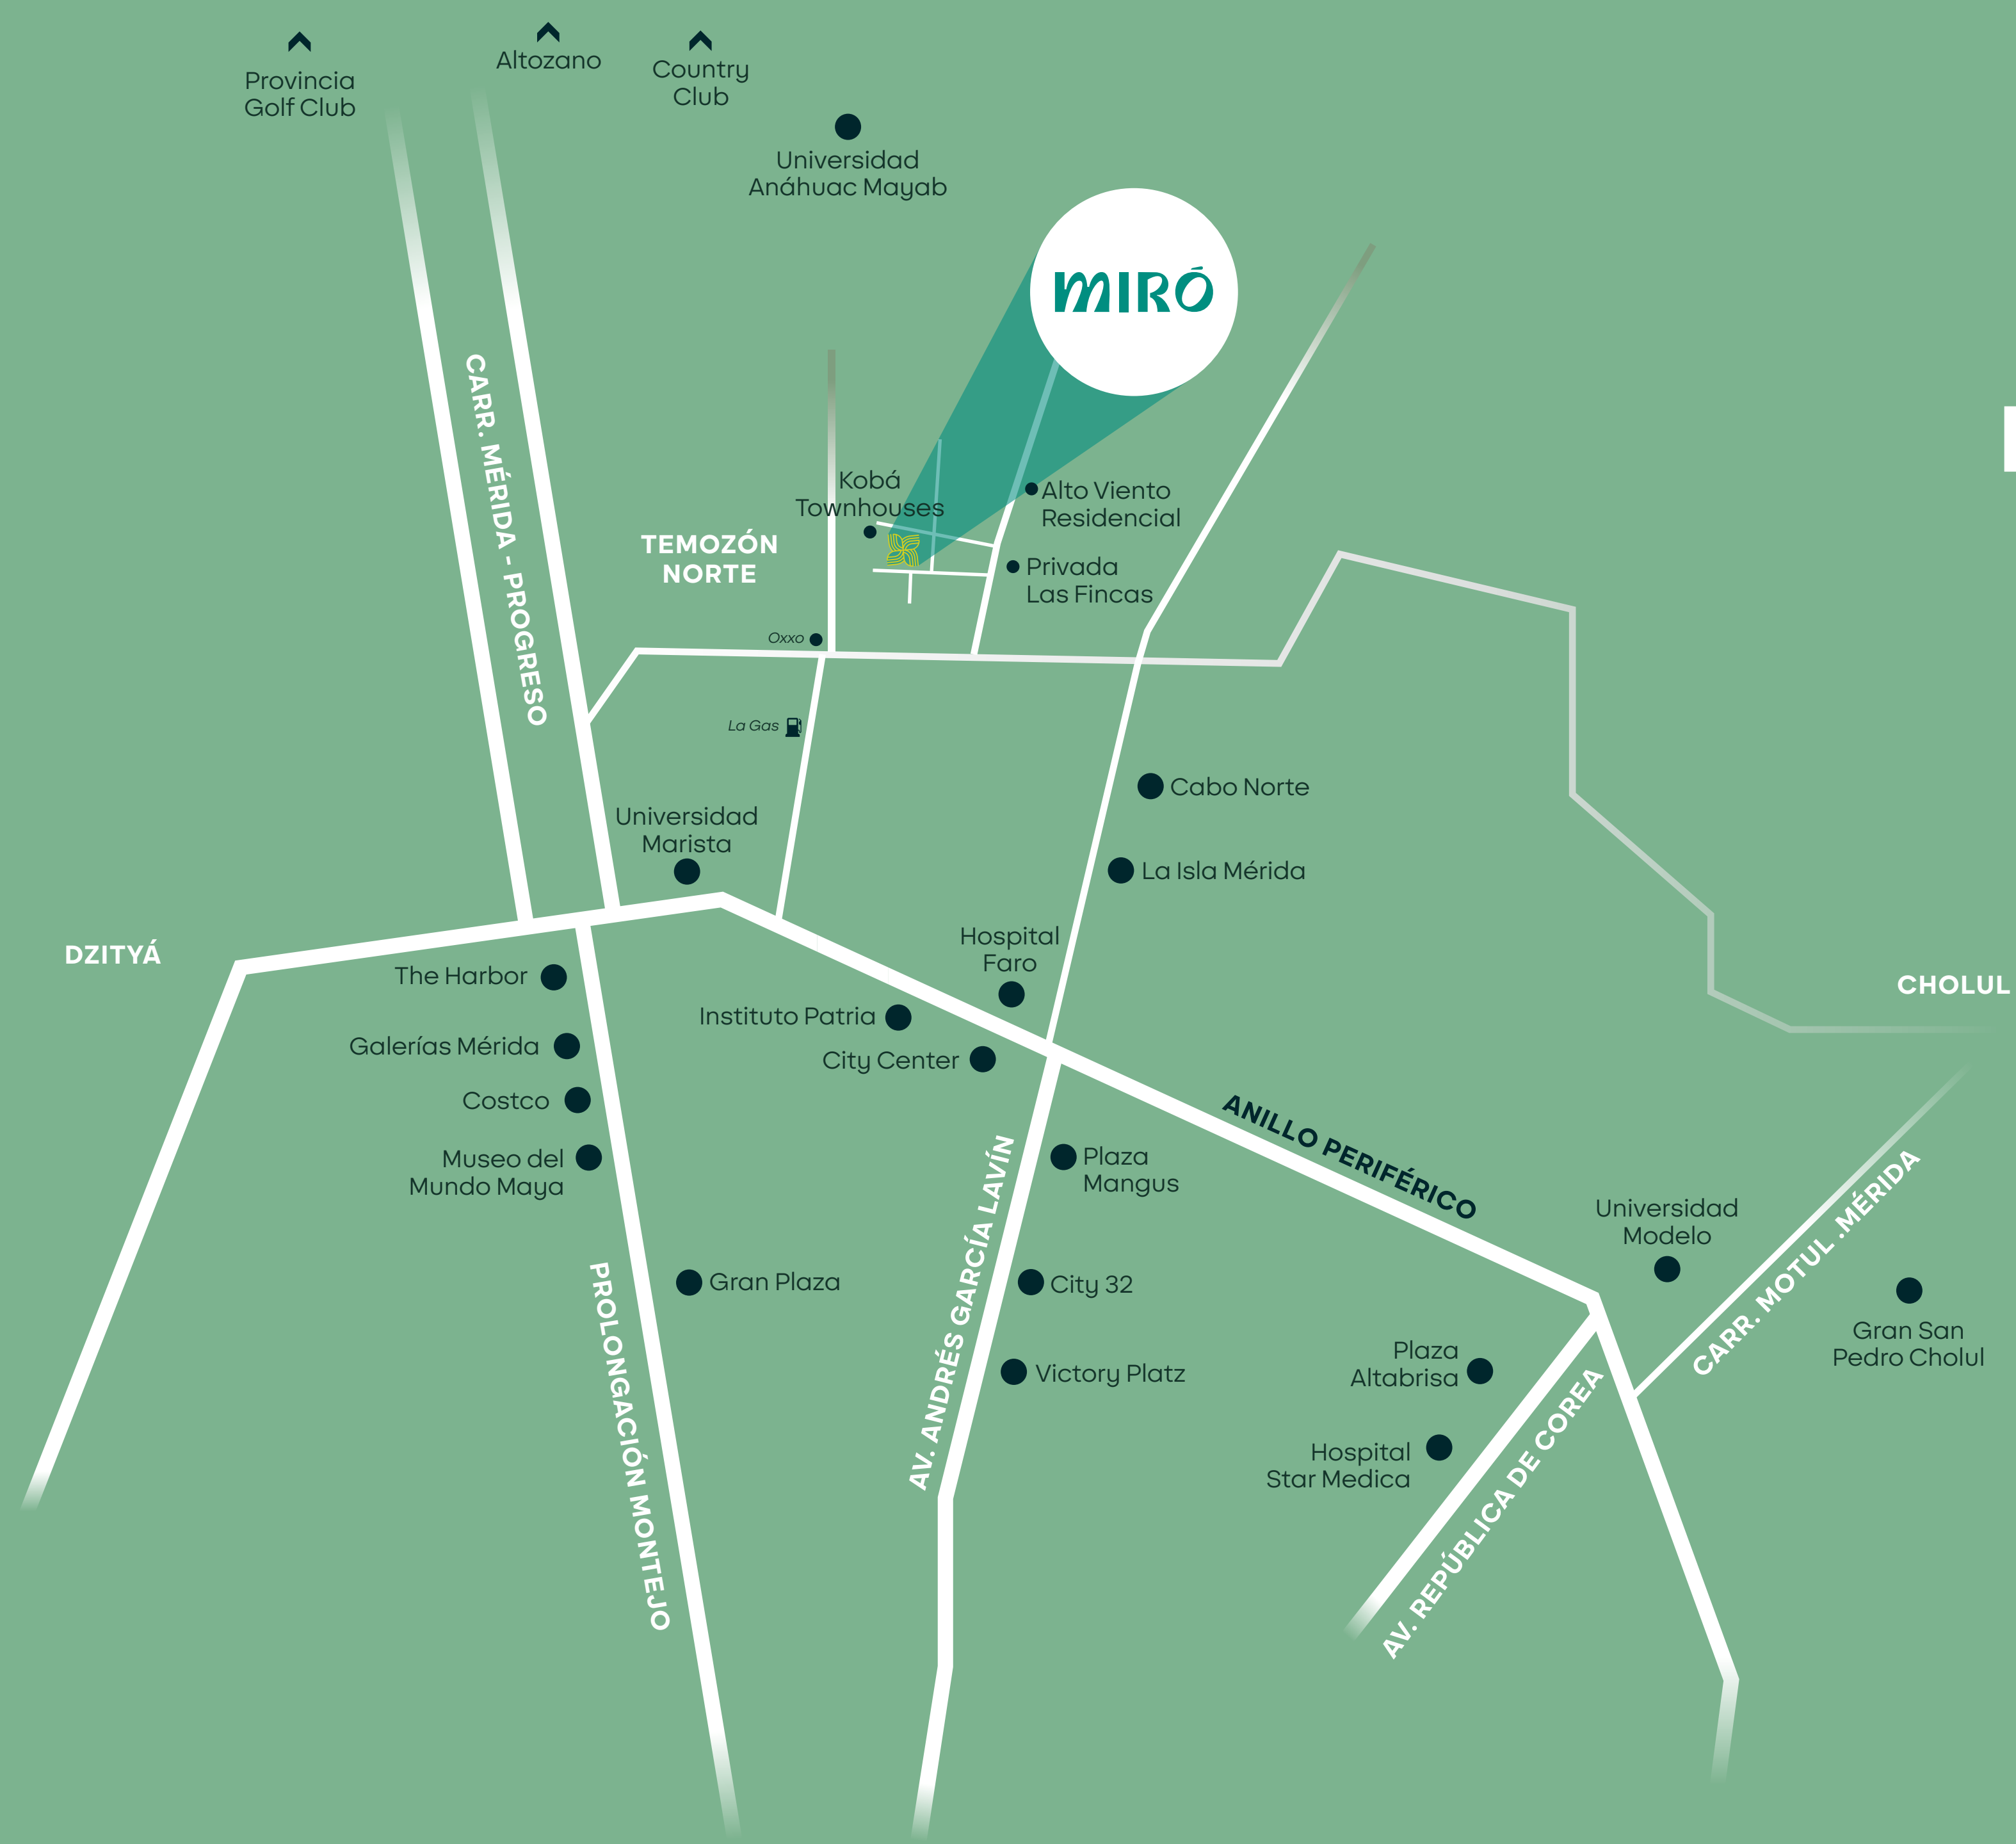 Provincia
Golf Club
Altozano
Country
Club
Universidad
Anáhuac Mayab
MIRÓ
CARR. MÉRIDA - PROGRESO
Kobá
Townhouses
Alto Viento
Residencial
TEMOZÓN
NORTE
Privada
Las Fincas
Oxxo
La Gas
Cabo Norte
Universidad
Marista
La Isla Mérida
DZITYÁ
Hospital
Faro
The Harbor
CHOLUL
Instituto Patria
Galerías Mérida
City Center
Costco
ANILLO PERIFÉRICO
Museo del
Mundo Maya
Plaza
Mangus
AV. ANDRÉS GARCÍA LAVÍN
Universidad
Modelo
CARR. MOTUL .MÉRIDA
Gran Plaza
City 32
PROLONGACIÓN MONTEJO
Gran San
Pedro Cholul
Plaza
Altabrisa
Victory Platz
Hospital
Star Medica
AV. REPÚBLICA DE COREA